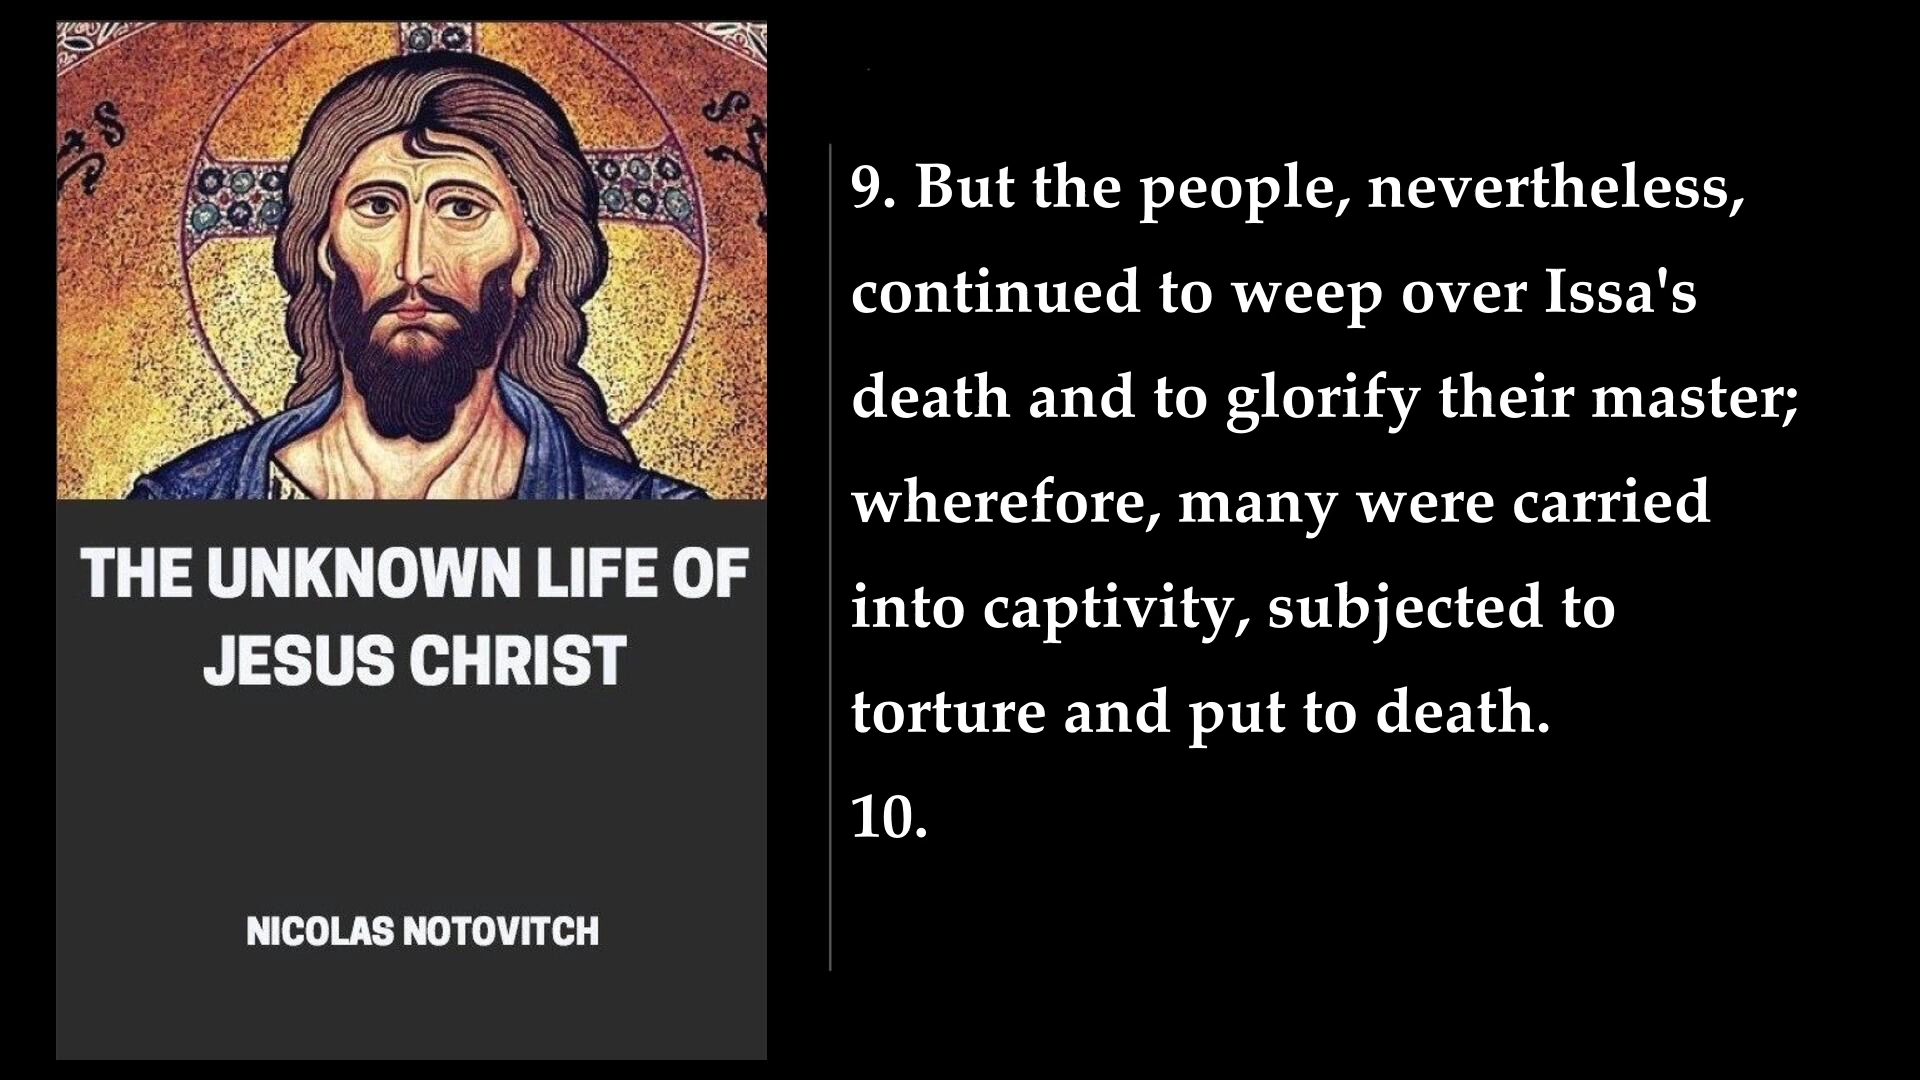 THE UNKNOWN LIFE OF
JESUS CHRIST
NICOLAS NOTOVITCH
9. But the people, nevertheless,
continued to weep over Issa's
death and to glorify their master;
wherefore, many were carried
into captivity, subjected to
torture and put to death.
10.